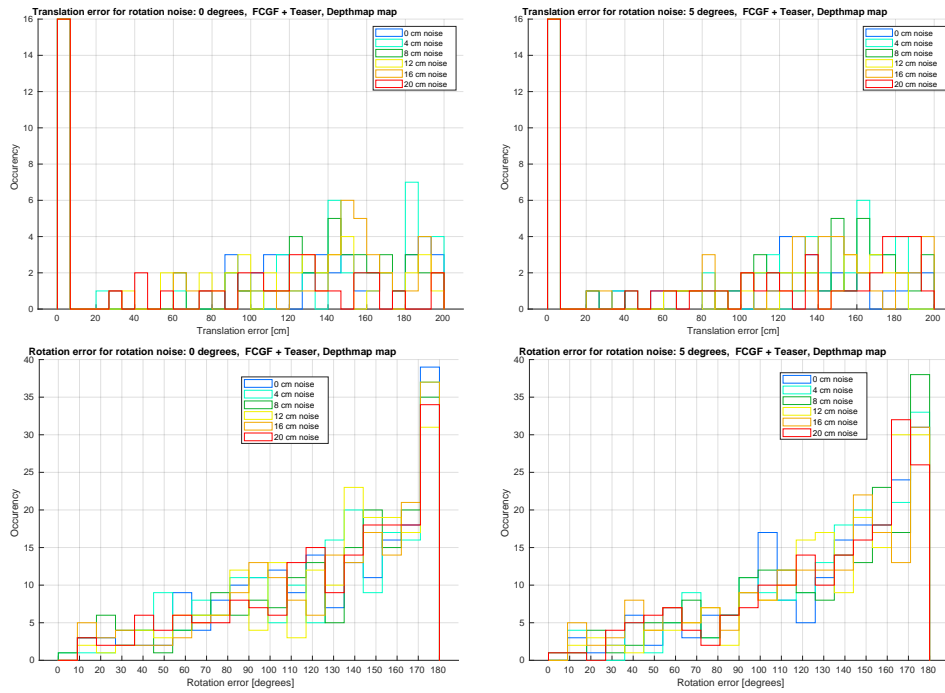 Translation error for rotation noise: 0 degrees, FCGF + Teaser, Depthmap map
16
14
12
10
8
6
4
2
0
Occurency
0 cm noise
4 cm noise
8 cm noise
12 cm noise
16 cm noise
20 cm noise
0 20 40 60 80 100 120 140 160 180 200
Translation error [cm]
Translation error for rotation noise: 5 degrees, FCGF + Teaser, Depthmap map
16
14
12
10
8
6
4
2
0
Occurency
0 cm noise
4 cm noise
8 cm noise
12 cm noise
16 cm noise
20 cm noise
0 20 40 60 80 100 120 140 160 180 200
Translation error [cm]
Rotation error for rotation noise: 0 degrees, FCGF + Teaser, Depthmap map
40
35
30
25
20
15
10
5
0
Occurency
0 cm noise
4 cm noise
8 cm noise
12 cm noise
16 cm noise
20 cm noise
0 10 20 30 40 50 60 70 80 90 100 110 120 130 140 150 160 170 180
Rotation error [degrees]
Rotation error for rotation noise: 5 degrees, FCGF + Teaser, Depthmap map
40
35
30
25
20
15
10
5
0
Occurency
0 cm noise
4 cm noise
8 cm noise
12 cm noise
16 cm noise
20 cm noise
0 10 20 30 40 50 60 70 80 90 100 110 120 130 140 150 160 170 180
Rotation error [degrees]